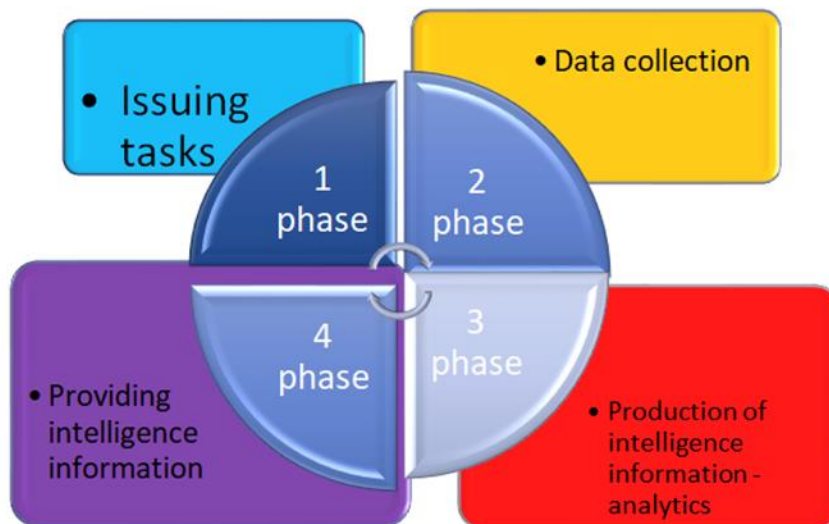 • Issuing
tasks
• Data collection
1
phase
2
phase
4
phase
3
phase
• Providing
intelligence
information
• Production of
intelligence
information -
analytics